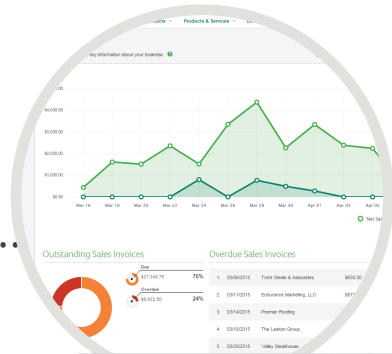 Products & Services
key information about your business.
$4,000.00
$3,000.00
$2,000.00
$1,000.00
$0.00
Mar 16 Mar 18 Mar 20 Mar 22 Mar 24 Mar 26 Mar 28 Mar 30 Apr 01 Apr 03 Apr 09
Net Sa
Outstanding Sales Invoices
Overdue Sales Invoices
Due
$27,343.75 76%
Overdue
$8,622.50 24%
1. 03/06/2015 Trent Steele & Associates $650.00
2. 03/11/2015 Endurance Marketing, LLC
3. 03/14/2015 Premier Roofing
4. 03/18/2015 The Lawton Group
5. 03/20/2015 Valley Steakhouse